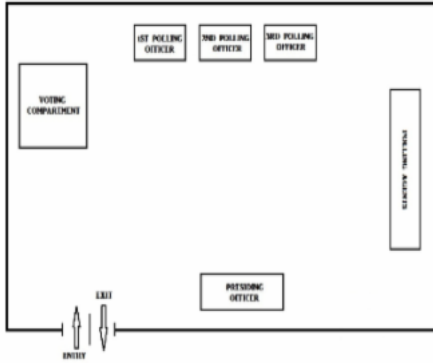 1ST POLLING
OFFICER
2ND POLLING
OFFICER
3RD POLLING
OFFICER
VOTING
COMPARTMENT
POLLING AGENTS
PRESIDING
OFFICER
EXIT
ENTRY